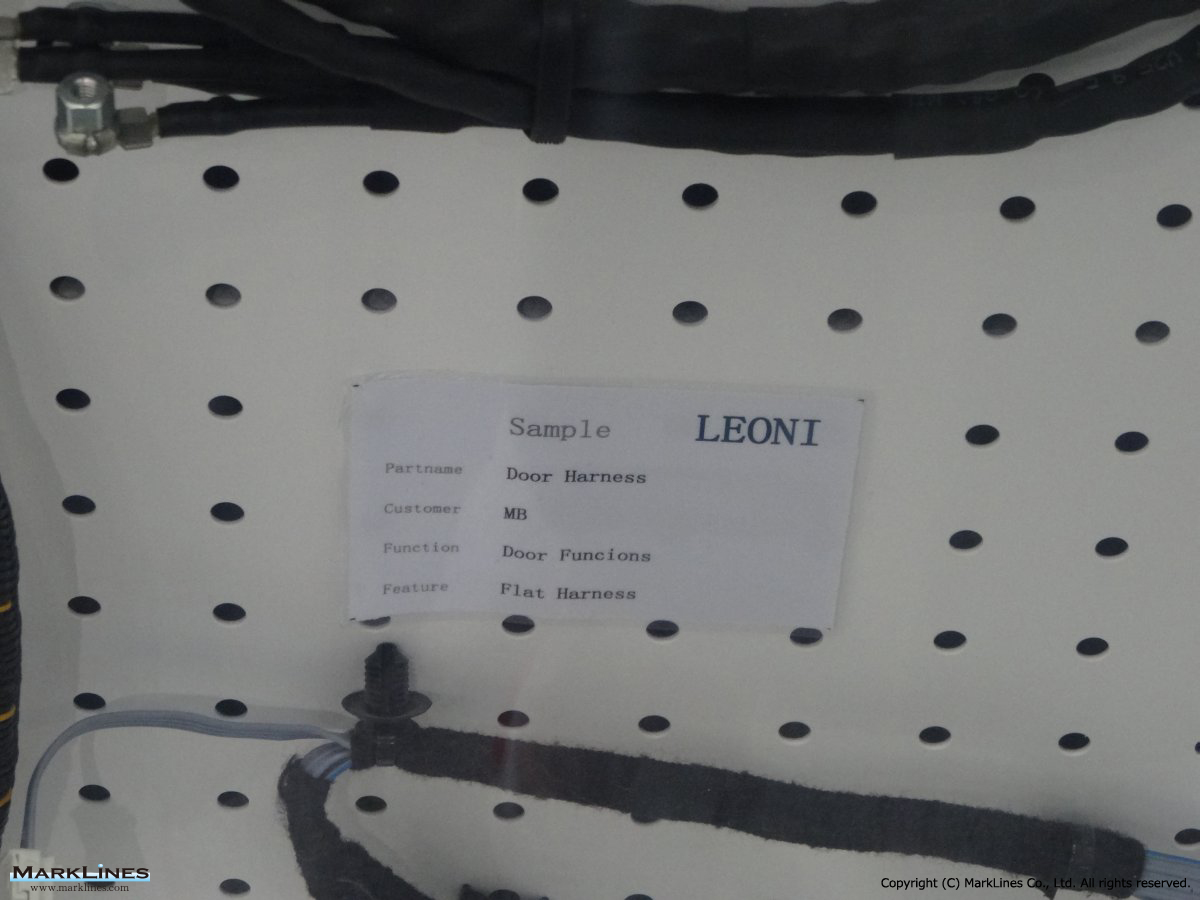 Sample LEONI
Partname Door Harness
Customer MB
Function Door Funcions
Feature Flat Harness
MARKLINES
www.marklines.com
Copyright (C) MarkLines Co., Ltd. All rights reserved.